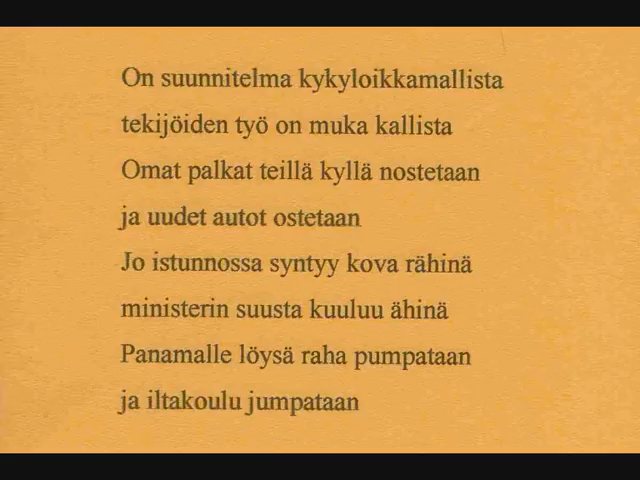 On suunnitelma kykyloikkamallista
tekijöiden työ on muka kallista
Omat palkat teillä kyllä nostetaan
ja uudet autot ostetaan
Jo istunnossa syntyy kova rähinä
ministerin suusta kuuluu ähinä
Panamalle löysä raha pumpataan
ja iltakoulu jumpataan